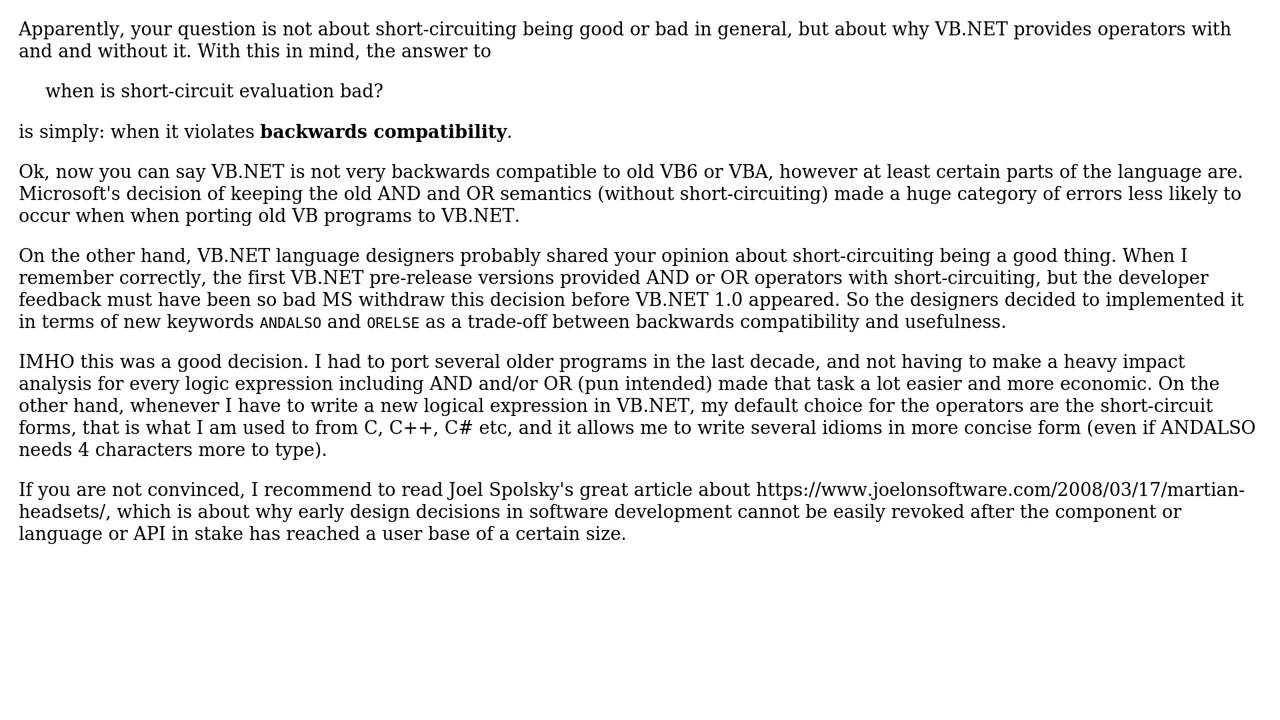 Apparently, your question is not about short-circuiting being good or bad in general, but about why VB.NET provides operators with
and and without it. With this in mind, the answer to
when is short-circuit evaluation bad?
is simply: when it violates backwards compatibility.
Ok, now you can say VB.NET is not very backwards compatible to old VB6 or VBA, however at least certain parts of the language are.
Microsoft's decision of keeping the old AND and OR semantics (without short-circuiting) made a huge category of errors less likely to
occur when when porting old VB programs to VB.NET.
On the other hand, VB.NET language designers probably shared your opinion about short-circuiting being a good thing. When I
remember correctly, the first VB.NET pre-release versions provided AND or OR operators with short-circuiting, but the developer
feedback must have been so bad MS withdraw this decision before VB.NET 1.0 appeared. So the designers decided to implemented it
in terms of new keywords ANDALSO and ORELSE as a trade-off between backwards compatibility and usefulness.
IMHO this was a good decision. I had to port several older programs in the last decade, and not having to make a heavy impact
analysis for every logic expression including AND and/or OR (pun intended) made that task a lot easier and more economic. On the
other hand, whenever I have to write a new logical expression in VB.NET, my default choice for the operators are the short-circuit
forms, that is what I am used to from C, C++, C# etc, and it allows me to write several idioms in more concise form (even if ANDALSO
needs 4 characters more to type).
If you are not convinced, I recommend to read Joel Spolsky's great article about https://www.joelonsoftware.com/2008/03/17/martian-
headsets/, which is about why early design decisions in software development cannot be easily revoked after the component or
language or API in stake has reached a user base of a certain size.